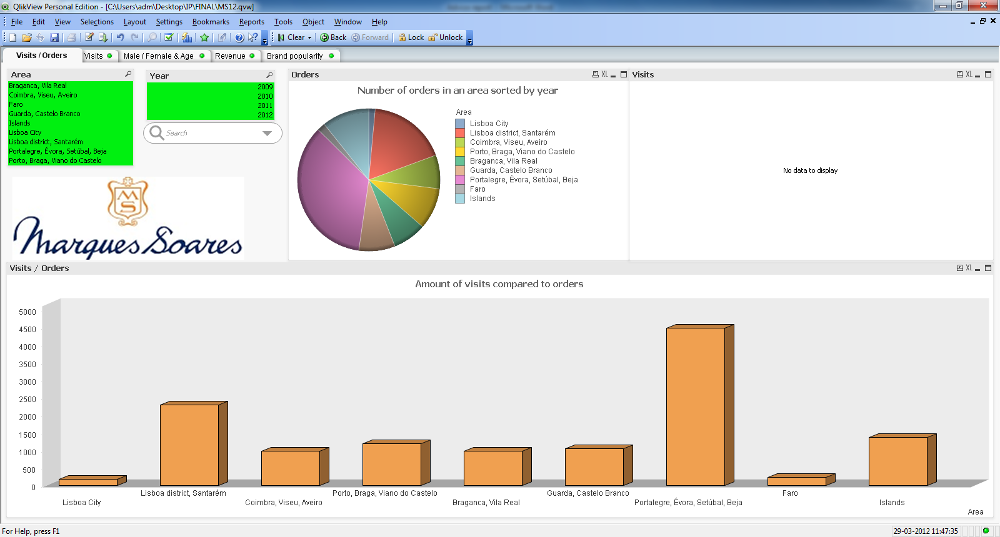 QlikView Personal Edition - [C:\Users\adm\Desktop\IP\FINAL\MS12.qvw]
File Edit View Selections Layout Settings Bookmarks Reports Tools Object Window Help
Clear Back Forward Lock Unlock
Visits / Orders Visits Male / Female & Age Revenue Brand popularity
Area
Braganca, Vila Real
Coimbra, Viseu, Aveiro
Faro
Guarda, Castelo Branco
Islands
Lisboa City
Lisboa district, Santarém
Portalegre, Évora, Setúbal, Beja
Porto, Braga, Viano do Castelo
Year
2009
2010
2011
2012
Search
MS
Marques Soares
Orders XL
Number of orders in an area sorted by year
Area
Lisboa City
Lisboa district, Santarém
Coimbra, Viseu, Aveiro
Porto, Braga, Viano do Castelo
Braganca, Vila Real
Guarda, Castelo Branco
Portalegre, Évora, Setúbal, Beja
Faro
Islands
Visits XL
No data to display
Visits / Orders XL
Amount of visits compared to orders
5000
4500
4000
3500
3000
2500
2000
1500
1000
500
0
Lisboa City
Lisboa district, Santarém
Coimbra, Viseu, Aveiro
Porto, Braga, Viano do Castelo
Braganca, Vila Real
Guarda, Castelo Branco
Portalegre, Évora, Setúbal, Beja
Faro
Islands
Area
For Help, press F1
29-03-2012 11:47:35